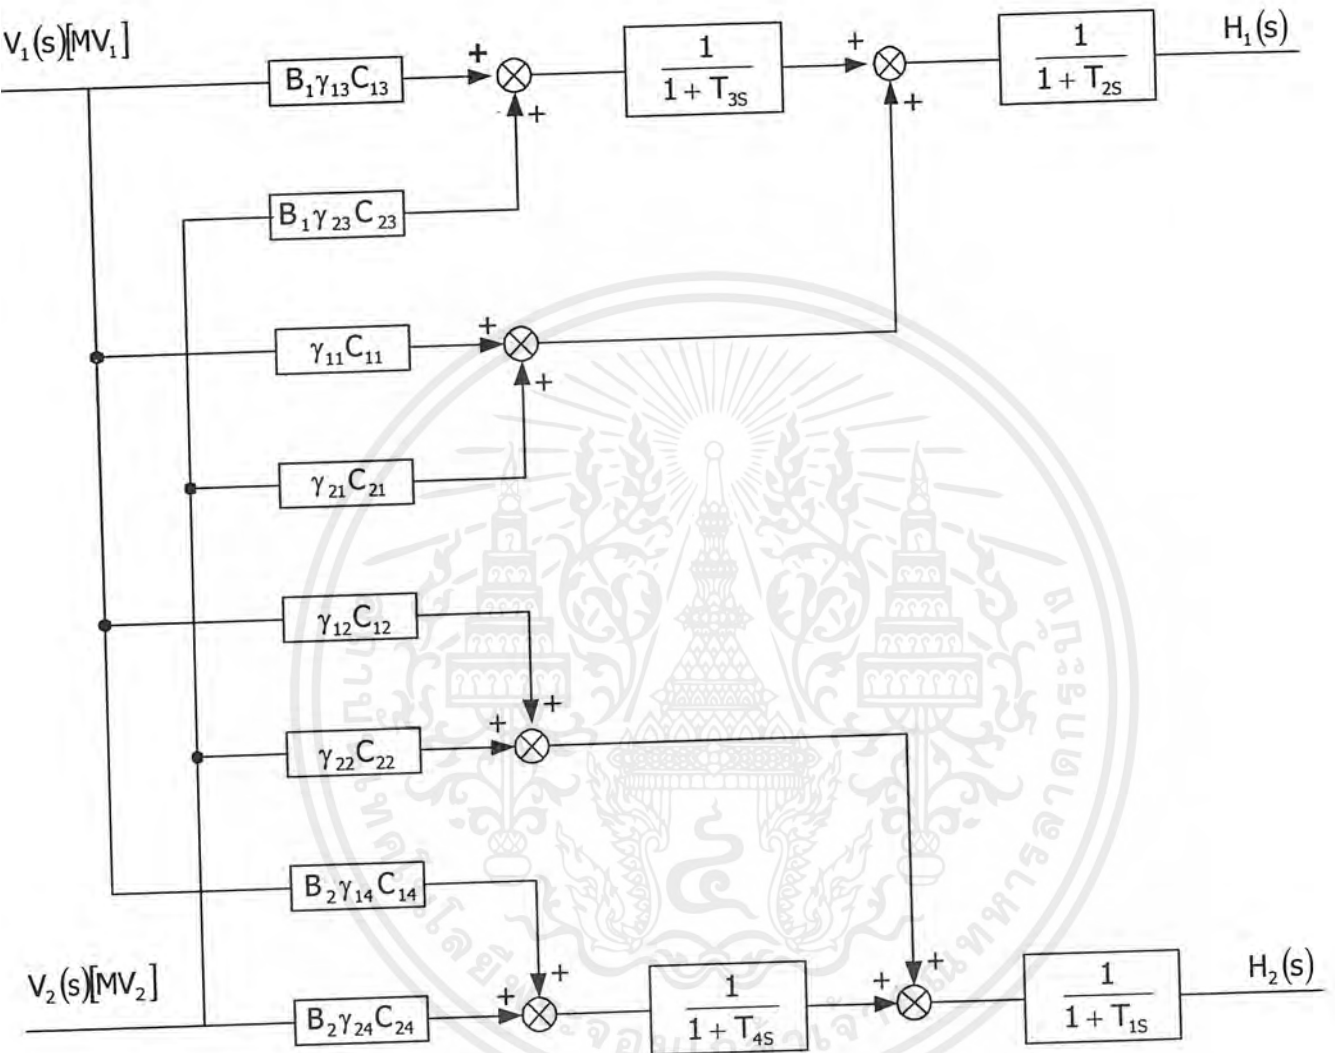 V₁(s)[MV₁]
H₁(s)
B₁γ₁₃C₁₃
+
+
1
1 + T₃S
+
+
1
1 + T₂S
B₁γ₂₃C₂₃
γ₁₁C₁₁
+
+
γ₂₁C₂₁
γ₁₂C₁₂
+
γ₂₂C₂₂
+
B₂γ₁₄C₁₄
+
V₂(s)[MV₂]
B₂γ₂₄C₂₄
+
1
1 + T₄S
+
+
1
1 + T₁S
H₂(s)